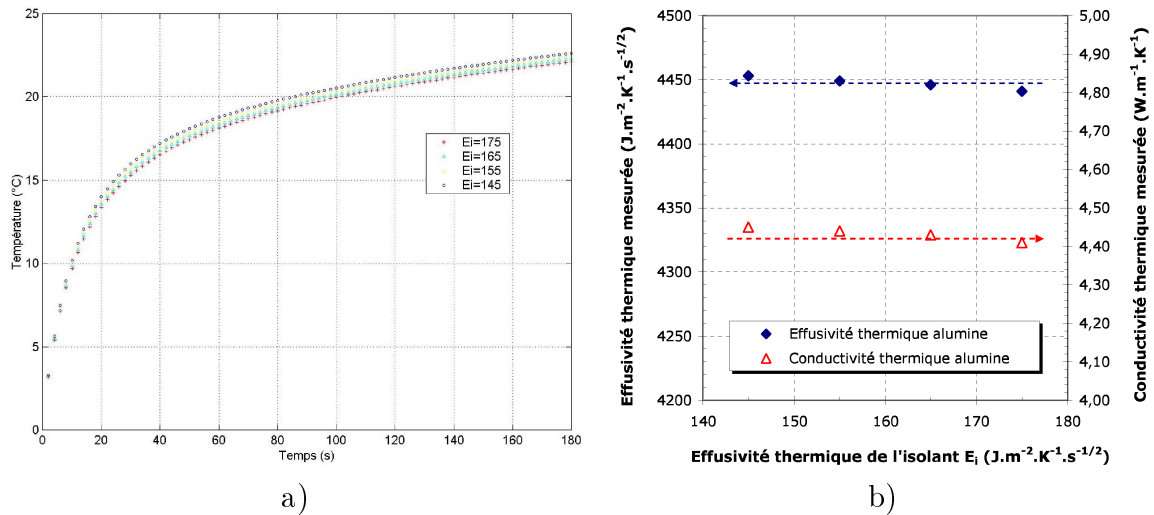 25
20
15
10
5
0
Température (°C)
0 20 40 60 80 100 120 140 160 180
Temps (s)
Ei=175
Ei=165
Ei=155
Ei=145
a)
4500
4450
4400
4350
4300
4250
4200
Effusivité thermique mesurée (J.m⁻².K⁻¹.s⁻¹/²)
5,00
4,90
4,80
4,70
4,60
4,50
4,40
4,30
4,20
4,10
4,00
Conductivité thermique mesurée (W.m⁻¹.K⁻¹)
Effusivité thermique alumine
Conductivité thermique alumine
140 150 160 170 180
Effusivité thermique de l'isolant Eᵢ (J.m⁻².K⁻¹.s⁻¹/²)
b)